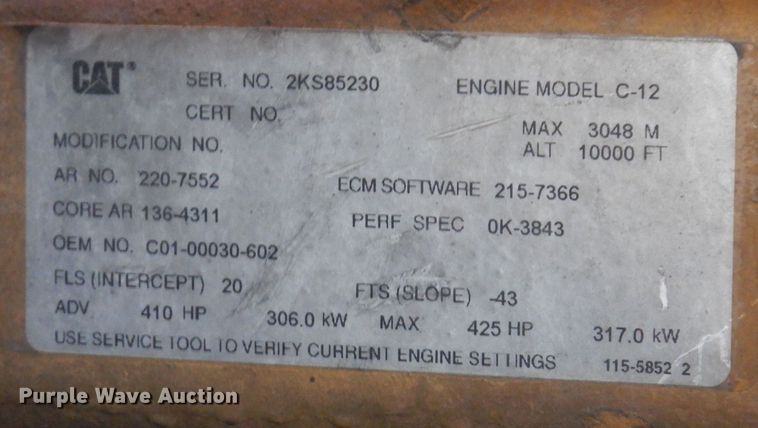 CAT® SER. NO. 2KS85230 ENGINE MODEL C-12
CERT NO.
MAX 3048 M
MODIFICATION NO.
ALT 10000 FT
AR NO. 220-7552 ECM SOFTWARE 215-7366
CORE AR 136-4311 PERF SPEC 0K-3843
OEM NO. C01-00030-602
FLS (INTERCEPT) 20 FTS (SLOPE) -43
ADV 410 HP 306.0 kW MAX 425 HP 317.0 kW
USE SERVICE TOOL TO VERIFY CURRENT ENGINE SETTINGS 115-5852 2
Purple Wave Auction